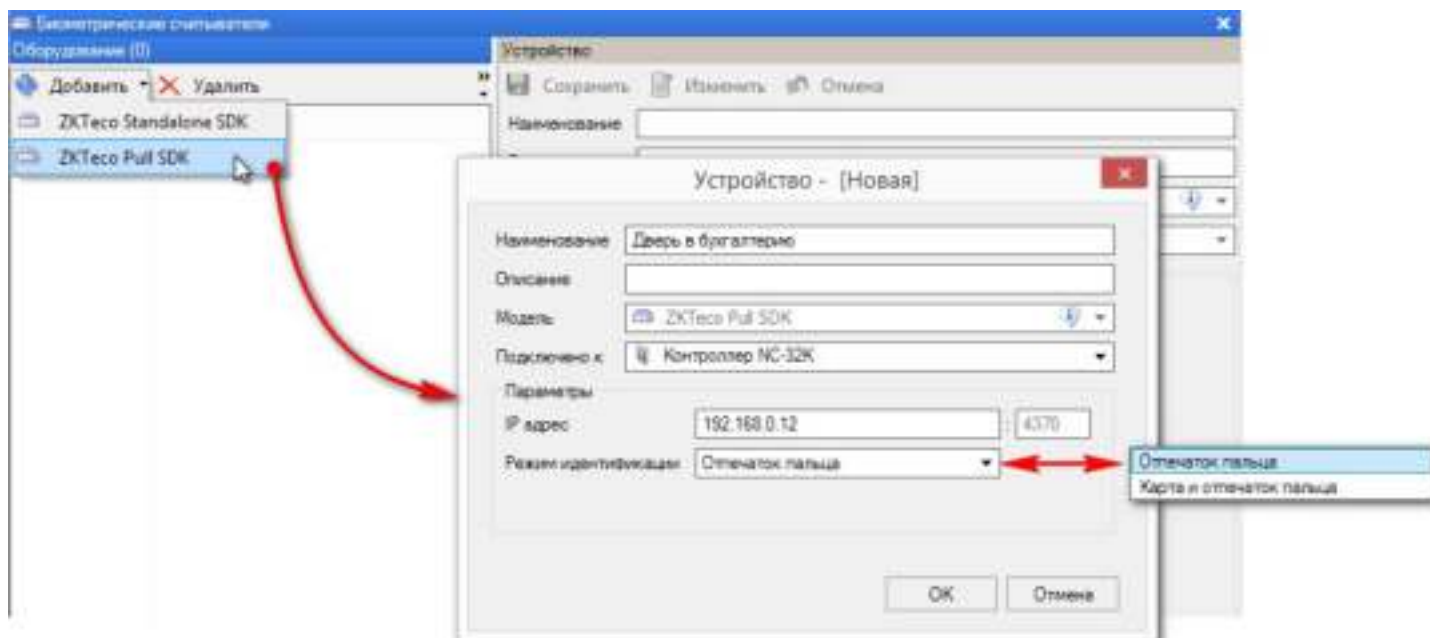 Биометрические считыватели
Оборудование (0)
Устройство
Добавить
Удалить
Сохранить
Изменить
Отмена
ZKTeco Standalone SDK
ZKTeco Pull SDK
Наименование
Устройство - [Новая]
Наименование
Дверь в бухгалтерию
Описание
Модель
ZKTeco Pull SDK
Подключено к
Контроллер NC-32K
Параметры
IP адрес
192.168.0.12
:
4370
Режим идентификации
Отпечаток пальца
Отпечаток пальца
Карта и отпечаток пальца
OK
Отмена